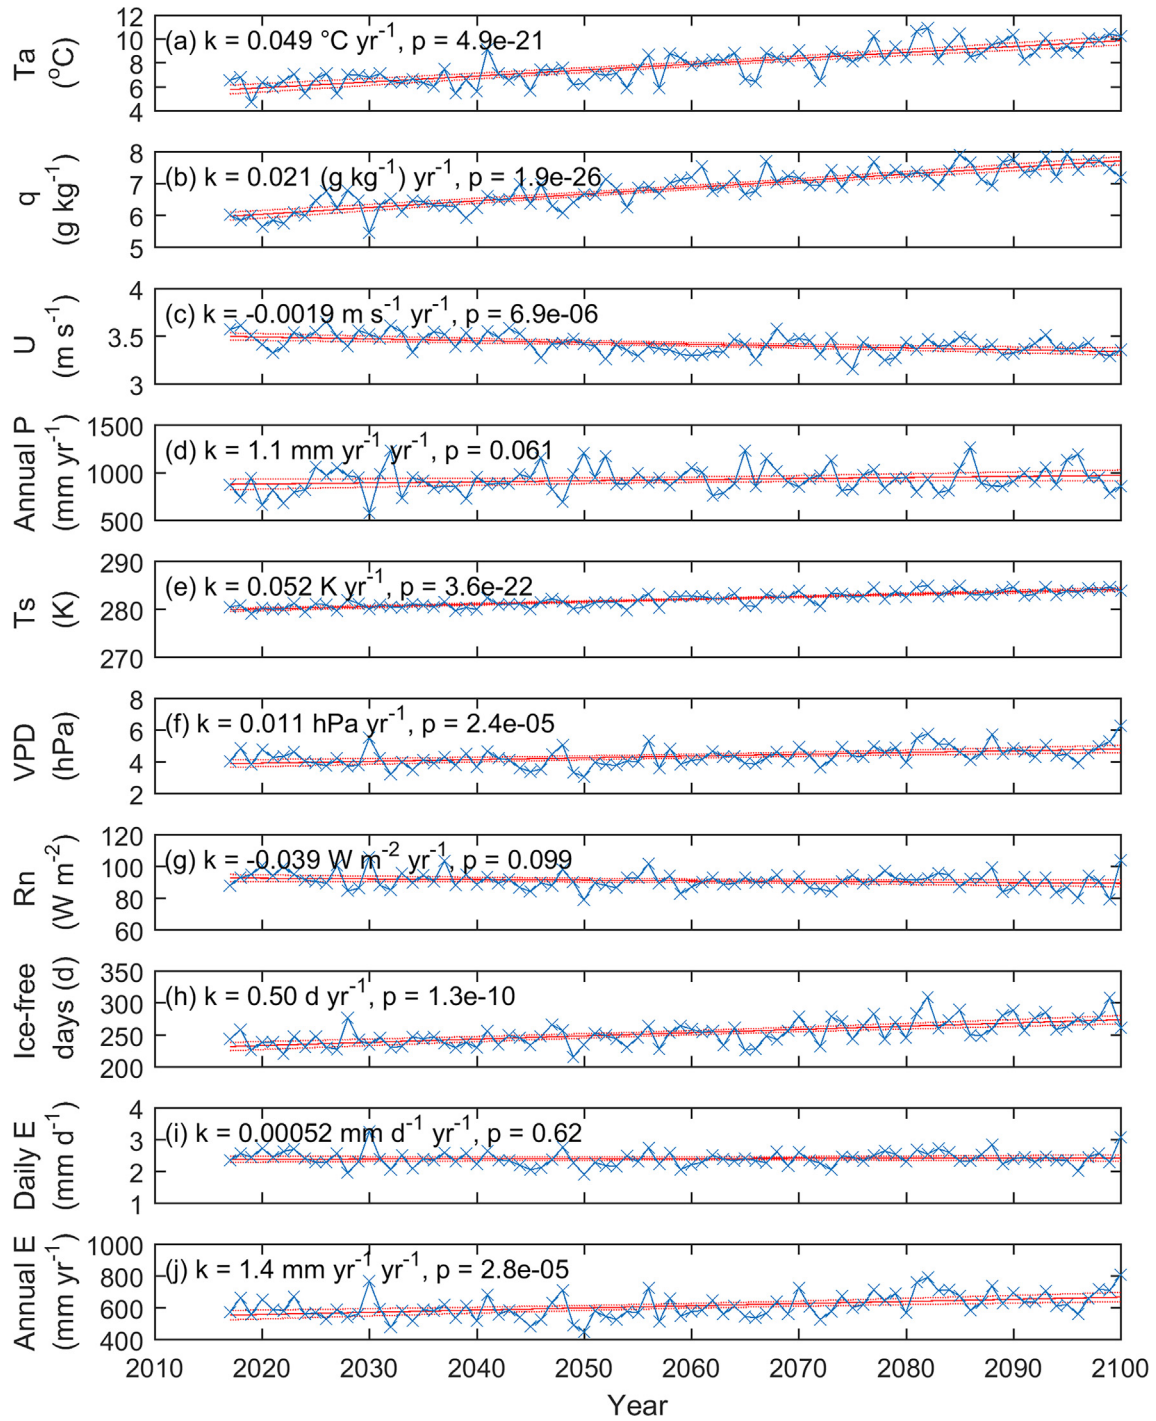 Ta
(°C)
12
10
8
6
4
(a) k = 0.049 °C yr⁻¹, p = 4.9e-21
q
(g kg⁻¹)
8
7
6
5
(b) k = 0.021 (g kg⁻¹) yr⁻¹, p = 1.9e-26
U
(m s⁻¹)
4
3.5
3
(c) k = -0.0019 m s⁻¹ yr⁻¹, p = 6.9e-06
Annual P
(mm yr⁻¹)
1500
1000
500
(d) k = 1.1 mm yr⁻¹ yr⁻¹, p = 0.061
Ts
(K)
290
280
270
(e) k = 0.052 K yr⁻¹, p = 3.6e-22
VPD
(hPa)
8
6
4
2
(f) k = 0.011 hPa yr⁻¹, p = 2.4e-05
Rn
(W m⁻²)
120
100
80
60
(g) k = -0.039 W m⁻² yr⁻¹, p = 0.099
Ice-free
days (d)
350
300
250
200
(h) k = 0.50 d yr⁻¹, p = 1.3e-10
Daily E
(mm d⁻¹)
4
3
2
1
(i) k = 0.00052 mm d⁻¹ yr⁻¹, p = 0.62
Annual E
(mm yr⁻¹)
1000
800
600
400
(j) k = 1.4 mm yr⁻¹ yr⁻¹, p = 2.8e-05
2010 2020 2030 2040 2050 2060 2070 2080 2090 2100
Year